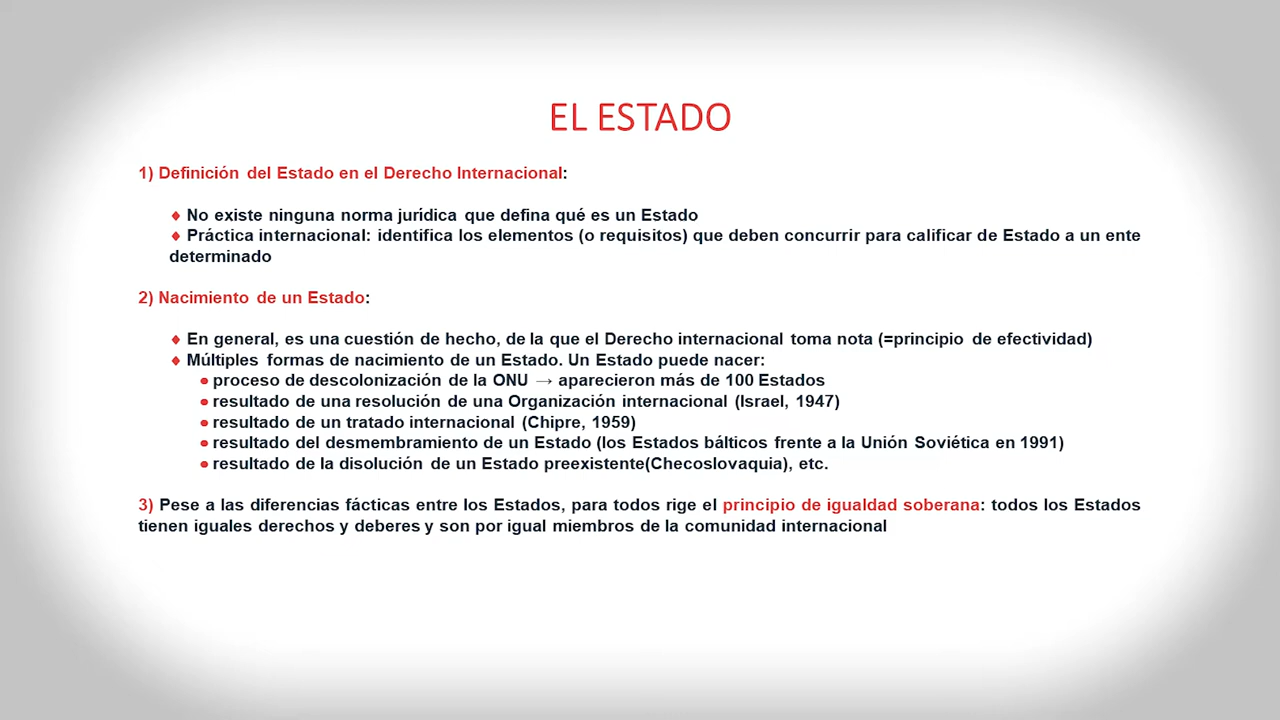 EL ESTADO
1) Definición del Estado en el Derecho Internacional:
♦ No existe ninguna norma jurídica que defina qué es un Estado
♦ Práctica internacional: identifica los elementos (o requisitos) que deben concurrir para calificar de Estado a un ente
determinado
2) Nacimiento de un Estado:
♦ En general, es una cuestión de hecho, de la que el Derecho internacional toma nota (=principio de efectividad)
♦ Múltiples formas de nacimiento de un Estado. Un Estado puede nacer:
• proceso de descolonización de la ONU → aparecieron más de 100 Estados
• resultado de una resolución de una Organización internacional (Israel, 1947)
• resultado de un tratado internacional (Chipre, 1959)
• resultado del desmembramiento de un Estado (los Estados bálticos frente a la Unión Soviética en 1991)
• resultado de la disolución de un Estado preexistente(Checoslovaquia), etc.
3) Pese a las diferencias fácticas entre los Estados, para todos rige el principio de igualdad soberana: todos los Estados
tienen iguales derechos y deberes y son por igual miembros de la comunidad internacional